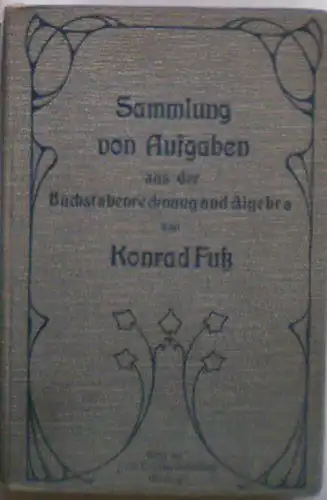 Sammlung
von Aufgaben
aus der
Buchstabenrechnung und Algebra
von
Konrad Fuß